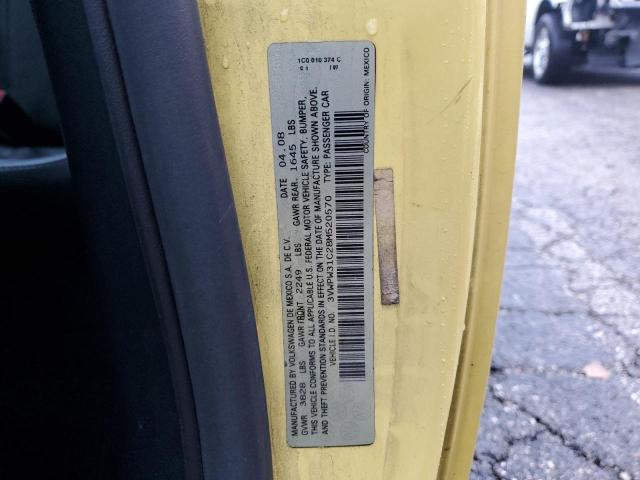 1C0 010 374 C
MANUFACTURED BY VOLKSWAGEN DE MEXICO S.A. DE C.V. DATE 04.08
GVWR 3828 LBS GAWR FRONT 2249 LBS GAWR REAR. 1645 LBS
THIS VEHICLE CONFORMS TO ALL APPLICABLE U.S. FEDERAL MOTOR VEHICLE SAFETY, BUMPER,
AND THEFT PREVENTION STANDARDS IN EFFECT ON THE DATE OF MANUFACTURE SHOWN ABOVE.
VEHICLE I.D. NO. 3VWPW31C28M520570 TYPE: PASSENGER CAR
COUNTRY OF ORIGIN: MEXICO